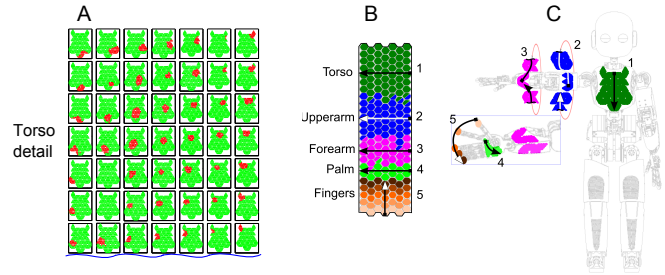 A
B
C
Torso
detail
Torso
Upperarm
Forearm
Palm
Fingers
1
2
3
4
5
3
2
1
5
4